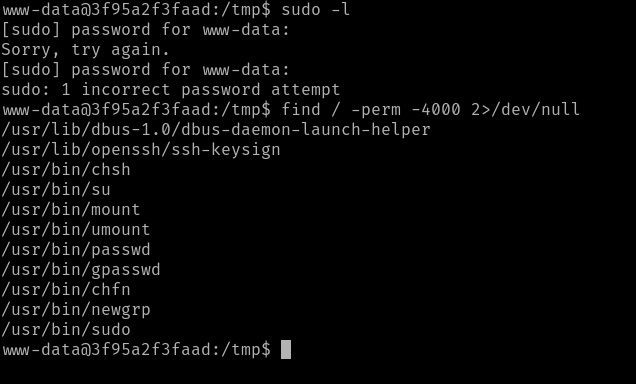 www-data@3f95a2f3faad:/tmp$ sudo -l
[sudo] password for www-data:
Sorry, try again.
[sudo] password for www-data:
sudo: 1 incorrect password attempt
www-data@3f95a2f3faad:/tmp$ find / -perm -4000 2>/dev/null
/usr/lib/dbus-1.0/dbus-daemon-launch-helper
/usr/lib/openssh/ssh-keysign
/usr/bin/chsh
/usr/bin/su
/usr/bin/mount
/usr/bin/umount
/usr/bin/passwd
/usr/bin/gpasswd
/usr/bin/chfn
/usr/bin/newgrp
/usr/bin/sudo
www-data@3f95a2f3faad:/tmp$